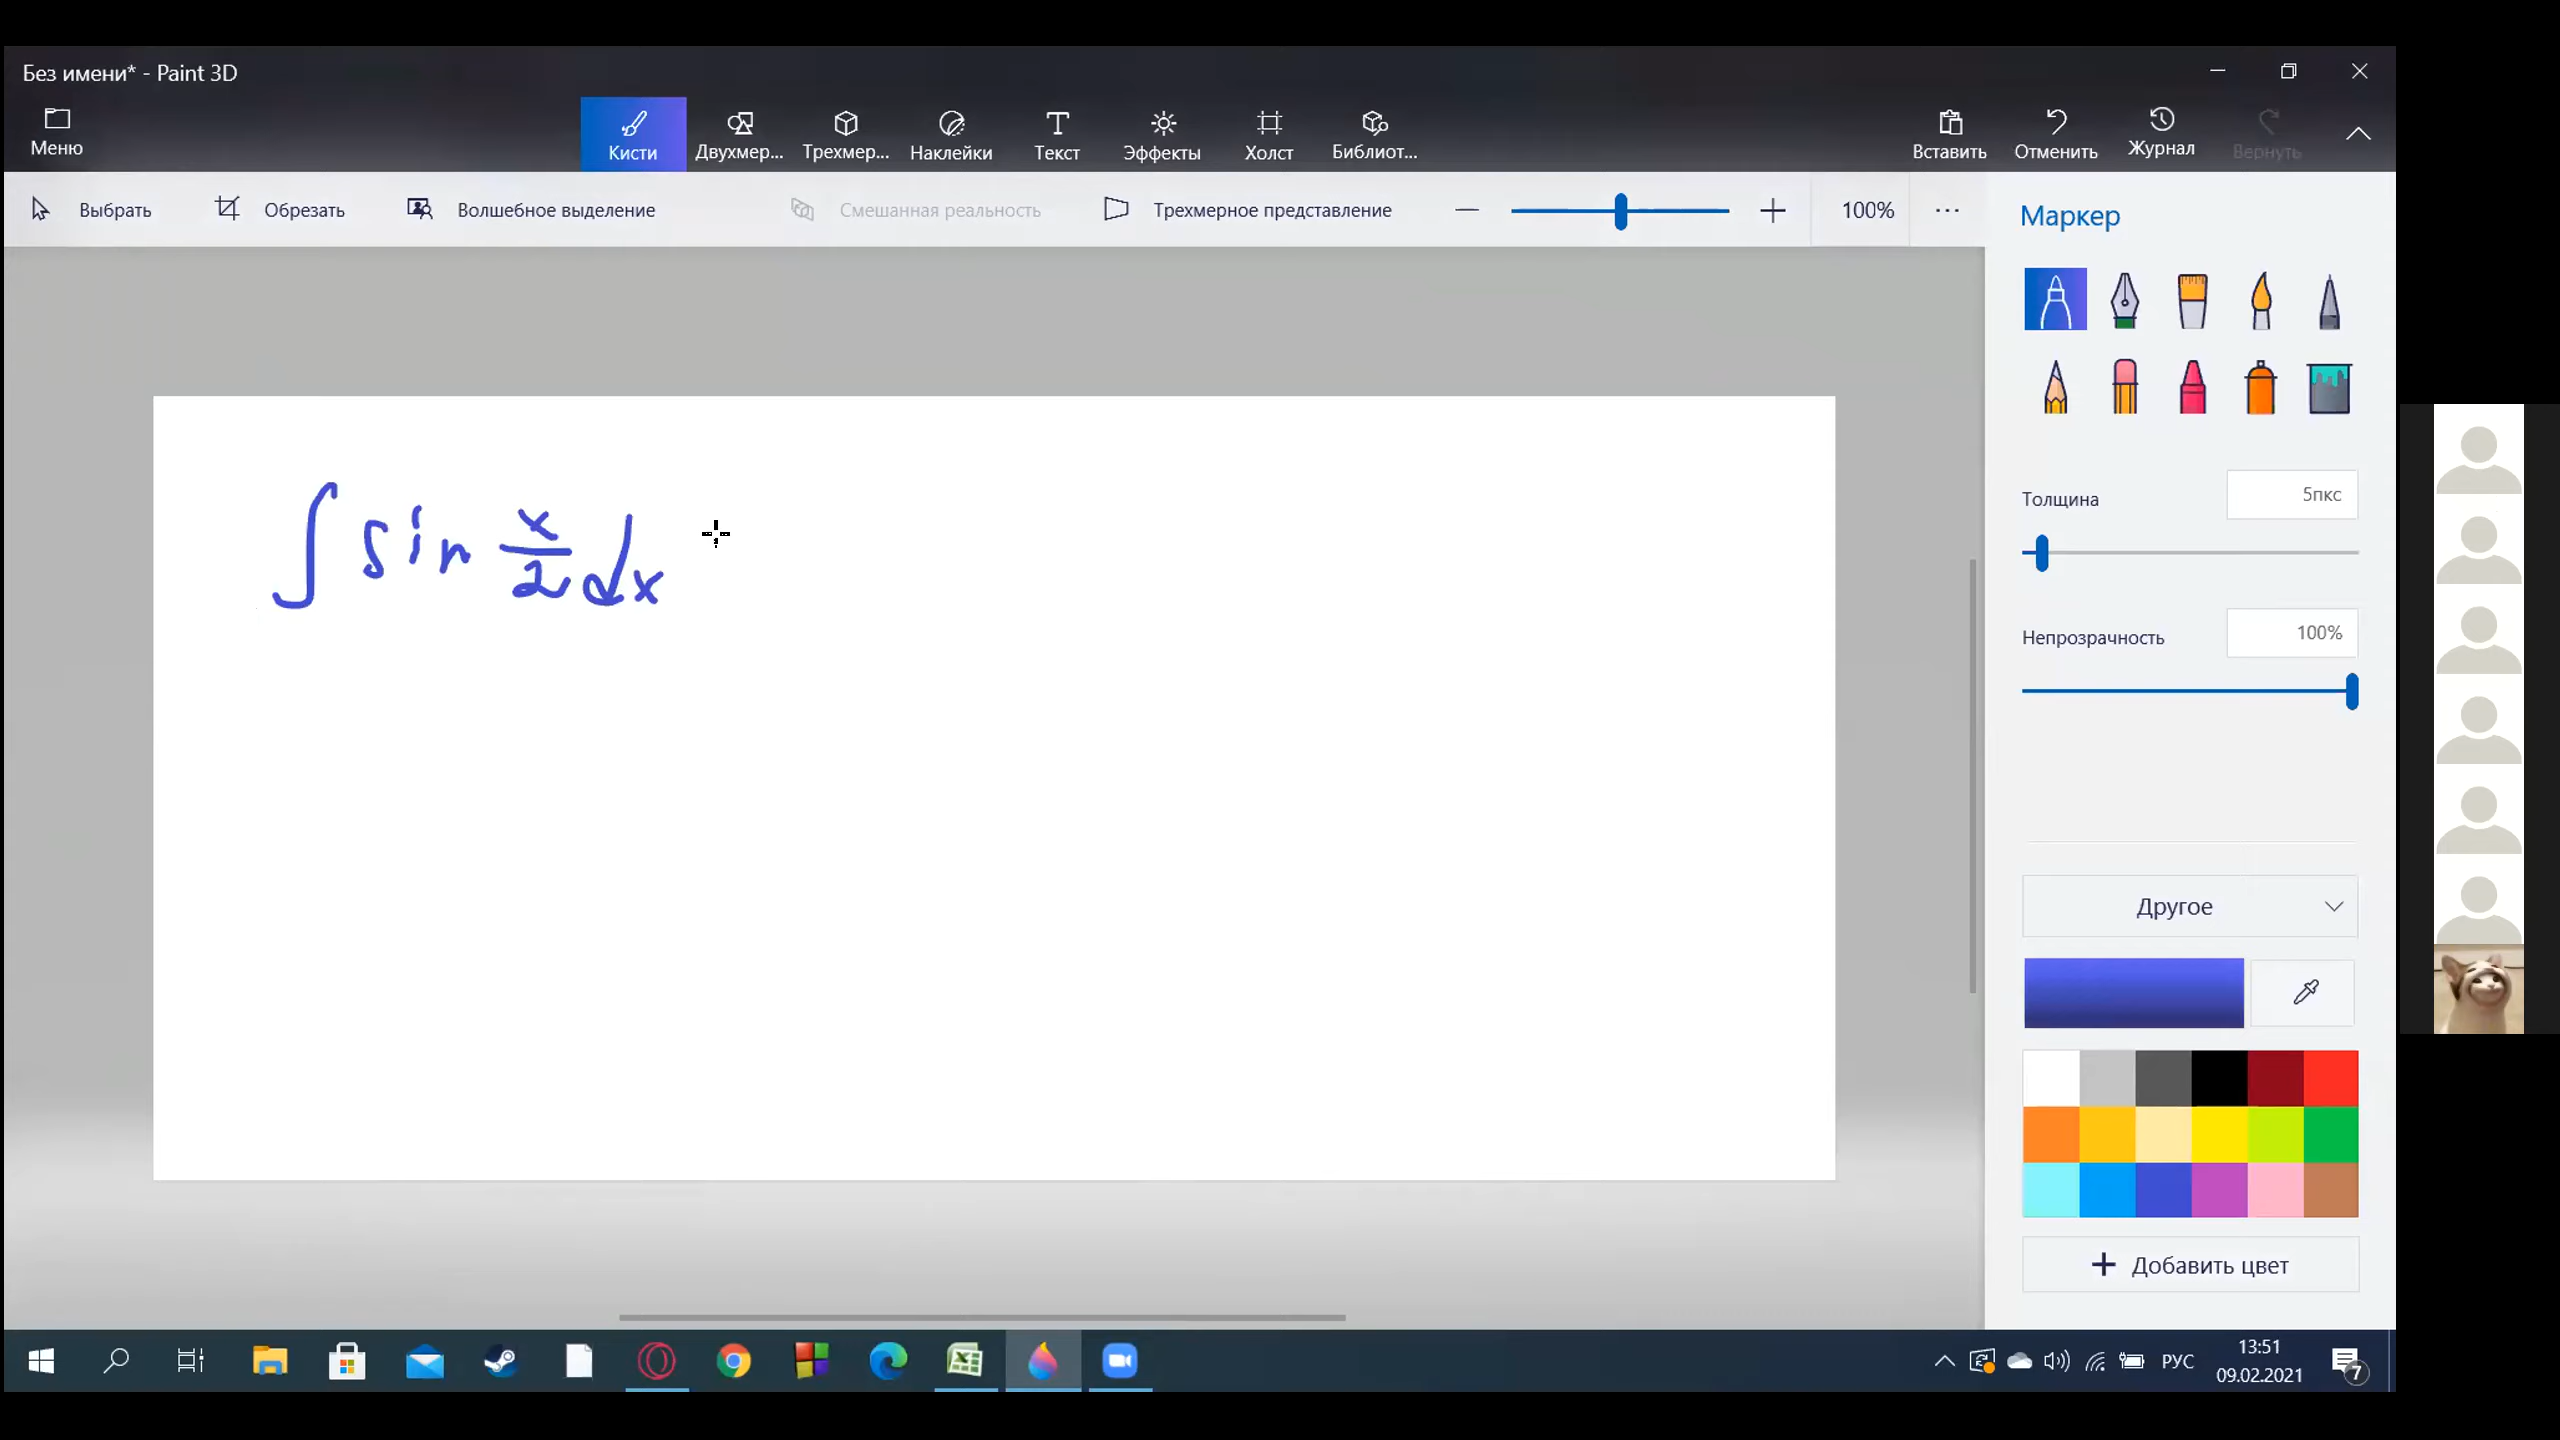 Без имени* - Paint 3D
Меню
Кисти
Двухмер...
Трехмер...
Наклейки
Текст
Эффекты
Холст
Библиот...
Вставить
Отменить
Журнал
Вернуть
Выбрать
Обрезать
Волшебное выделение
Смешанная реальность
Трехмерное представление
100%
Маркер
Толщина
5пкс
Непрозрачность
100%
∫ sin x/2 dx
Другое
Добавить цвет
РУС
13:51
09.02.2021
7